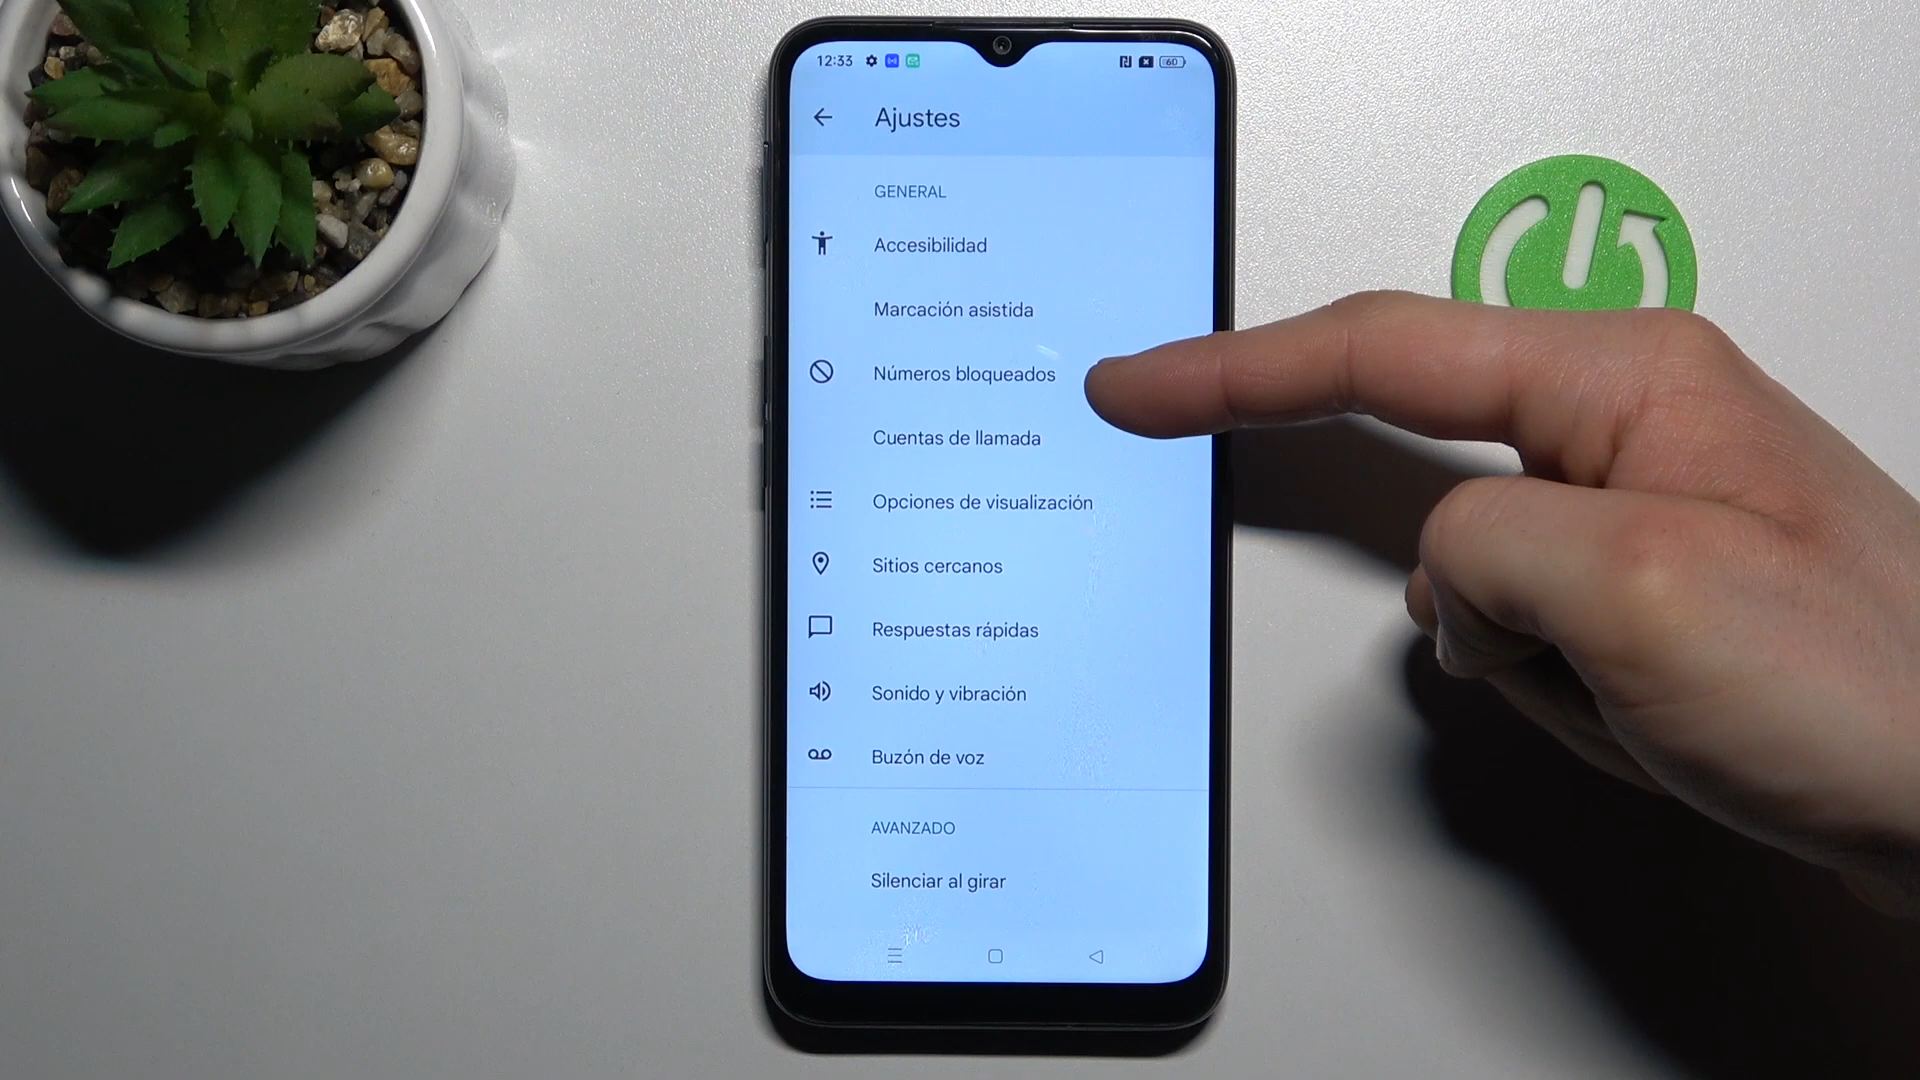 12:33
60
Ajustes
GENERAL
Accesibilidad
Marcación asistida
Números bloqueados
Cuentas de llamada
Opciones de visualización
Sitios cercanos
Respuestas rápidas
Sonido y vibración
Buzón de voz
AVANZADO
Silenciar al girar